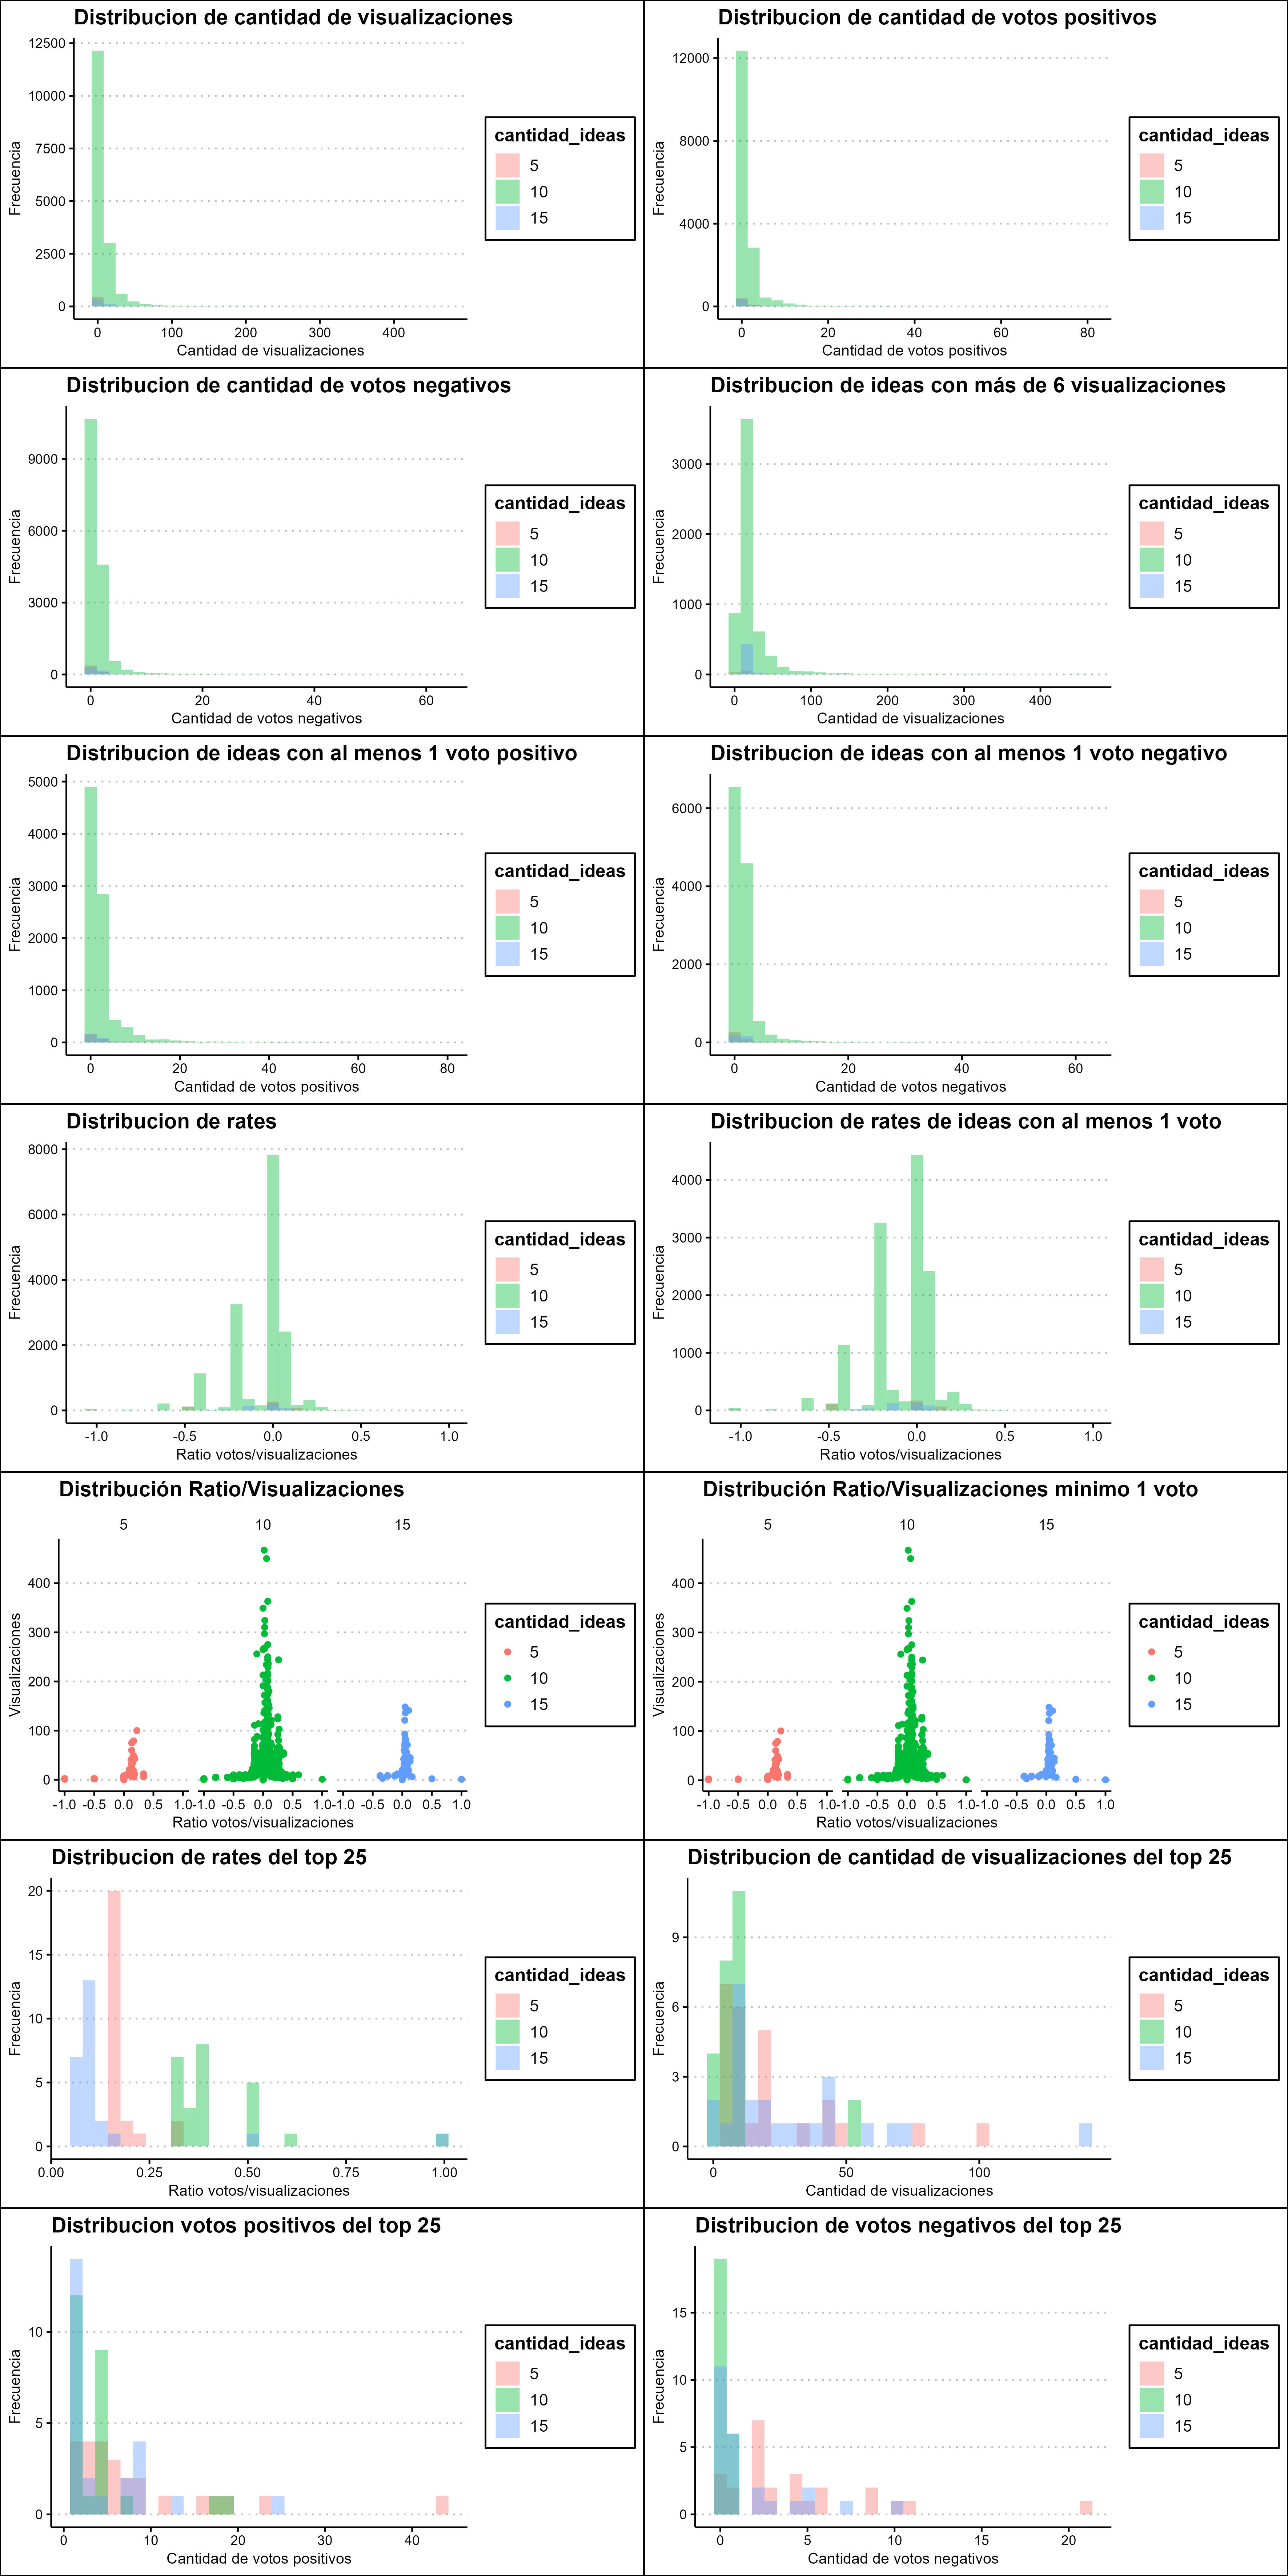 Distribucion de cantidad de visualizaciones
12500
10000
7500
5000
2500
0
Frecuencia
0 100 200 300 400
Cantidad de visualizaciones
cantidad_ideas
5
10
15
Distribucion de cantidad de votos positivos
12000
8000
4000
0
Frecuencia
0 20 40 60 80
Cantidad de votos positivos
cantidad_ideas
5
10
15
Distribucion de cantidad de votos negativos
9000
6000
3000
0
Frecuencia
0 20 40 60
Cantidad de votos negativos
cantidad_ideas
5
10
15
Distribucion de ideas con más de 6 visualizaciones
3000
2000
1000
0
Frecuencia
0 100 200 300 400
Cantidad de visualizaciones
cantidad_ideas
5
10
15
Distribucion de ideas con al menos 1 voto positivo
5000
4000
3000
2000
1000
0
Frecuencia
0 20 40 60 80
Cantidad de votos positivos
cantidad_ideas
5
10
15
Distribucion de ideas con al menos 1 voto negativo
6000
4000
2000
0
Frecuencia
0 20 40 60
Cantidad de votos negativos
cantidad_ideas
5
10
15
Distribucion de rates
8000
6000
4000
2000
0
Frecuencia
-1.0 -0.5 0.0 0.5 1.0
Ratio votos/visualizaciones
cantidad_ideas
5
10
15
Distribucion de rates de ideas con al menos 1 voto
4000
3000
2000
1000
0
Frecuencia
-1.0 -0.5 0.0 0.5 1.0
Ratio votos/visualizaciones
cantidad_ideas
5
10
15
Distribución Ratio/Visualizaciones
5 10 15
400
300
200
100
0
Visualizaciones
-1.0 -0.5 0.0 0.5 1.0 -1.0 -0.5 0.0 0.5 1.0 -1.0 -0.5 0.0 0.5 1.0
Ratio votos/visualizaciones
cantidad_ideas
5
10
15
Distribución Ratio/Visualizaciones minimo 1 voto
5 10 15
400
300
200
100
0
Visualizaciones
-1.0 -0.5 0.0 0.5 1.0 -1.0 -0.5 0.0 0.5 1.0 -1.0 -0.5 0.0 0.5 1.0
Ratio votos/visualizaciones
cantidad_ideas
5
10
15
Distribucion de rates del top 25
20
15
10
5
0
Frecuencia
0.00 0.25 0.50 0.75 1.00
Ratio votos/visualizaciones
cantidad_ideas
5
10
15
Distribucion de cantidad de visualizaciones del top 25
9
6
3
0
Frecuencia
0 50 100
Cantidad de visualizaciones
cantidad_ideas
5
10
15
Distribucion votos positivos del top 25
10
5
0
Frecuencia
0 10 20 30 40
Cantidad de votos positivos
cantidad_ideas
5
10
15
Distribucion de votos negativos del top 25
15
10
5
0
Frecuencia
0 5 10 15 20
Cantidad de votos negativos
cantidad_ideas
5
10
15